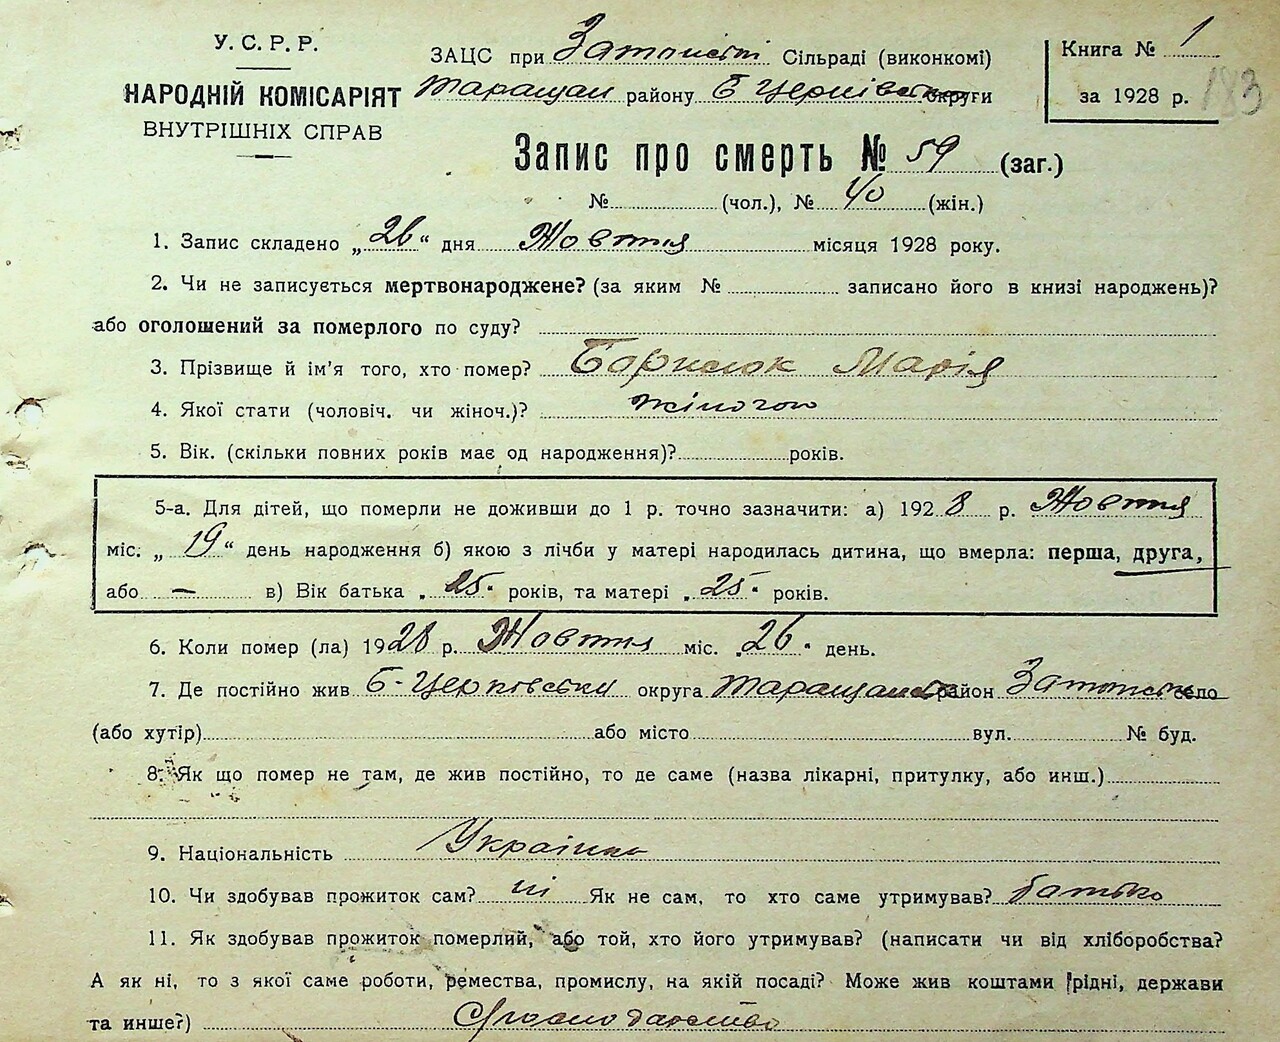 У. С. Р. Р.
НАРОДНІЙ КОМІСАРІЯТ
ВНУТРІШНІХ СПРАВ
ЗАЦС при Сільраді (виконкомі)
Таращан району Б Церківської округи
Книга № 1
за 1928 р. 183
Запис про смерть № 59 (заг.)
№ (чол.), № 40 (жін.)
1. Запис складено „26“ дня Жовтня місяця 1928 року.
2. Чи не записується мертвонароджене? (за яким № записано його в книзі народжень)?
або оголошений за померлого по суду?
3. Прізвище й ім'я того, хто помер? Марія
4. Якої стати (чоловіч. чи жіноч.)? жіночою
5. Вік. (скільки повних років має од народження)? років.
5-а. Для дітей, що померли не доживши до 1 р. точно зазначити: а) 1928 р. Жовтня
міс. „19“ день народження б) якою з лічби у матері народилась дитина, що вмерла: перша, друга,
або — в) Вік батька „25“ років, та матері „25“ років.
6. Коли помер (ла) 1928 р. Жовтня міс. „26“ день.
7. Де постійно жив Б-Церківськи округа район село
(або хутір) або місто вул. № буд.
8. Як що помер не там, де жив постійно, то де саме (назва лікарні, притулку, або инш.)
9. Національність Українка
10. Чи здобував прожиток сам? ні Як не сам, то хто саме утримував? батько
11. Як здобував прожиток померлий, або той, хто його утримував? (написати чи від хліборобства?
А як ні, то з якої саме роботи, ремества, промислу, на якій посаді? Може жив коштами рідні, держави
та инше?)